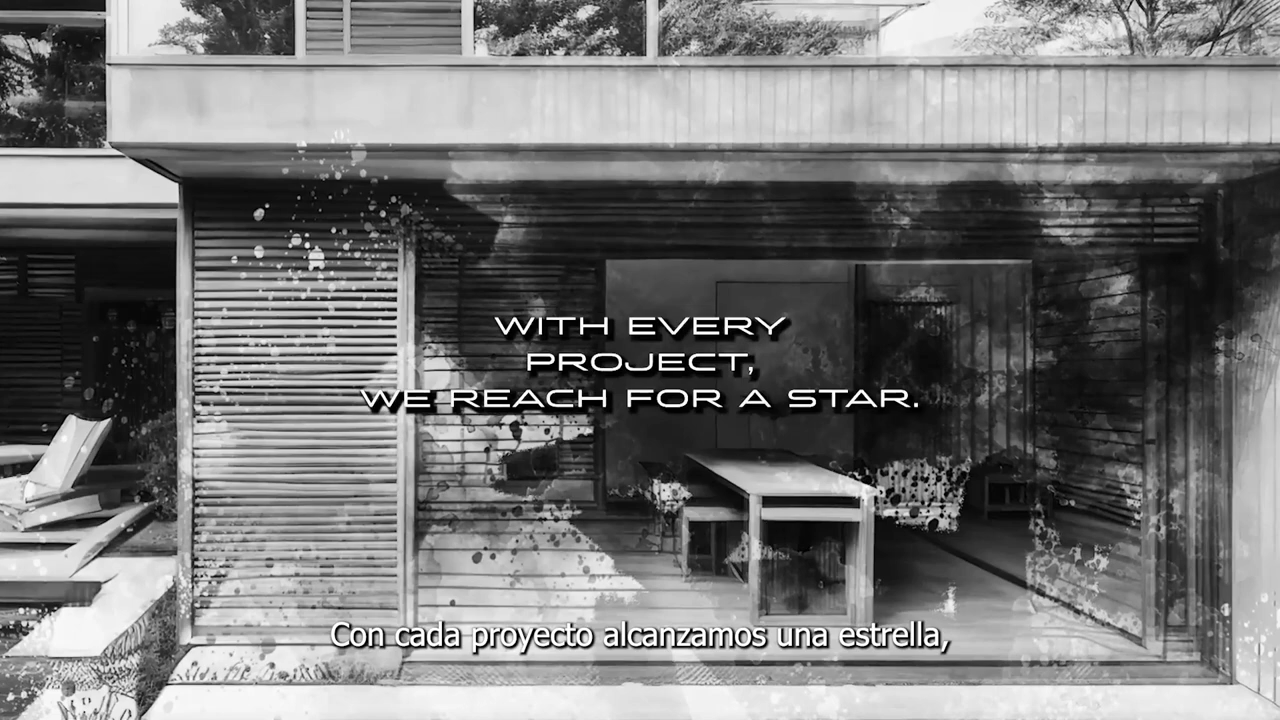 WITH EVERY
PROJECT,
WE REACH FOR A STAR.
Con cada proyecto alcanzamos una estrella,